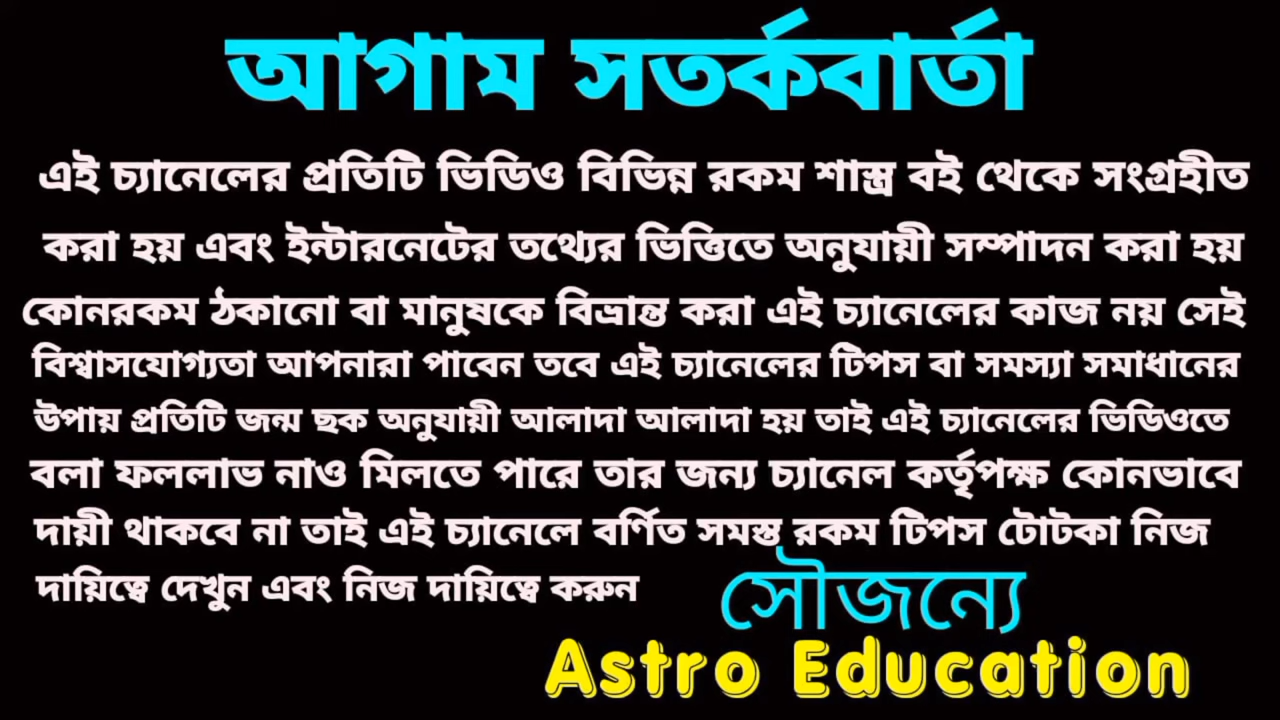 আগাম সতর্কবার্তা
এই চ্যানেলের প্রতিটি ভিডিও বিভিন্ন রকম শাস্ত্র বই থেকে সংগ্রহীত
করা হয় এবং ইন্টারনেটের তথ্যের ভিত্তিতে অনুযায়ী সম্পাদন করা হয়
কোনরকম ঠকানো বা মানুষকে বিভ্রান্ত করা এই চ্যানেলের কাজ নয় সেই
বিশ্বাসযোগ্যতা আপনারা পাবেন তবে এই চ্যানেলের টিপস বা সমস্যা সমাধানের
উপায় প্রতিটি জন্ম ছক অনুযায়ী আলাদা আলাদা হয় তাই এই চ্যানেলের ভিডিওতে
বলা ফললাভ নাও মিলতে পারে তার জন্য চ্যানেল কর্তৃপক্ষ কোনভাবে
দায়ী থাকবে না তাই এই চ্যানেলে বর্ণিত সমস্ত রকম টিপস টোটকা নিজ
দায়িত্বে দেখুন এবং নিজ দায়িত্বে করুন
সৌজন্যে
Astro Education